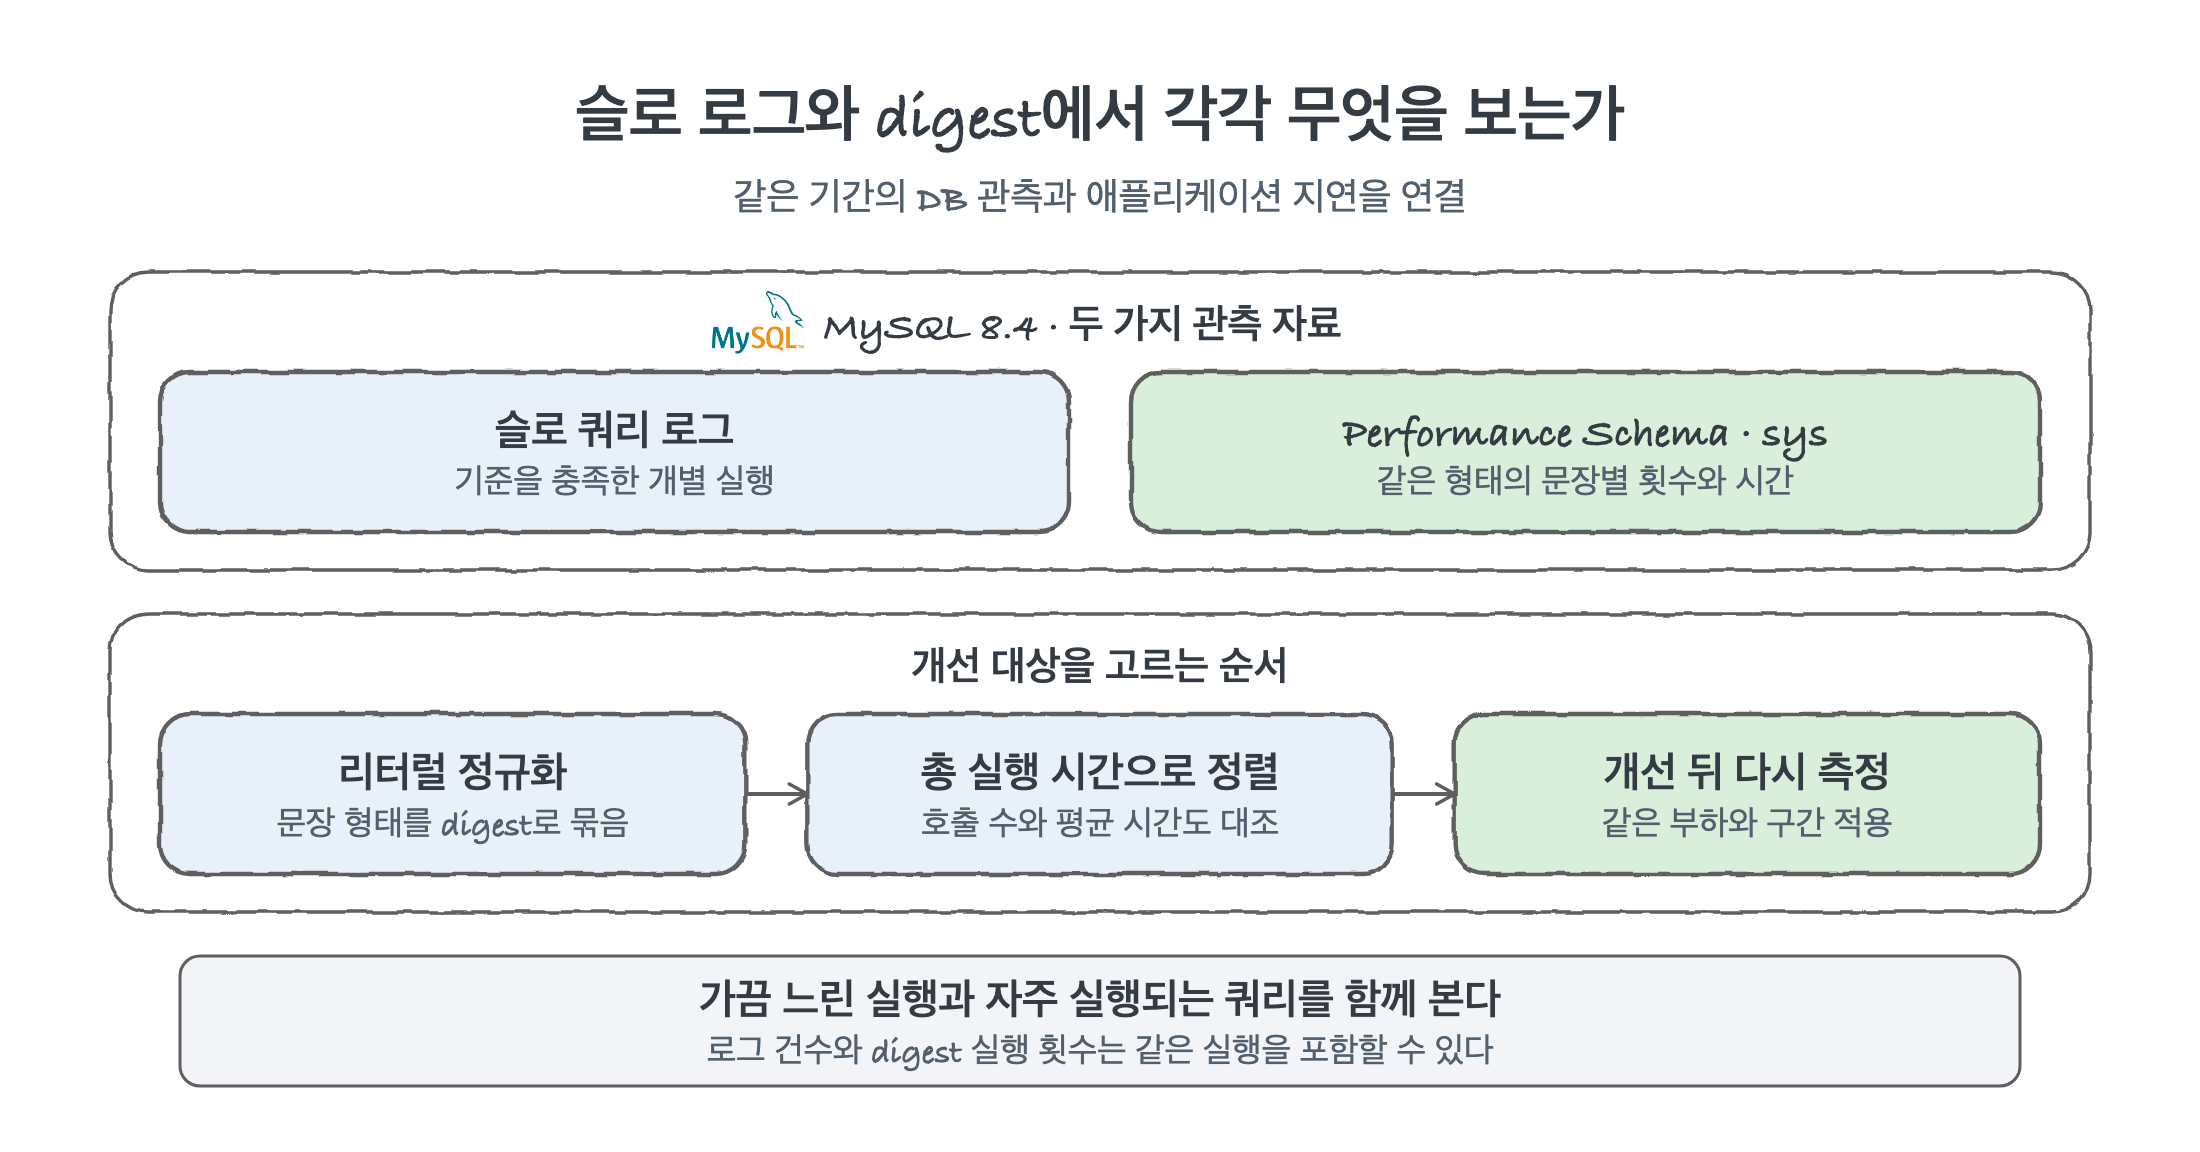 슬로 로그와 digest에서 각각 무엇을 보는가
같은 기간의 DB 관측과 애플리케이션 지연을 연결
MySQL™ MySQL 8.4 · 두 가지 관측 자료
슬로 쿼리 로그
기준을 충족한 개별 실행
Performance Schema · sys
같은 형태의 문장별 횟수와 시간
개선 대상을 고르는 순서
리터럴 정규화
문장 형태를 digest로 묶음
총 실행 시간으로 정렬
호출 수와 평균 시간도 대조
개선 뒤 다시 측정
같은 부하와 구간 적용
가끔 느린 실행과 자주 실행되는 쿼리를 함께 본다
로그 건수와 digest 실행 횟수는 같은 실행을 포함할 수 있다